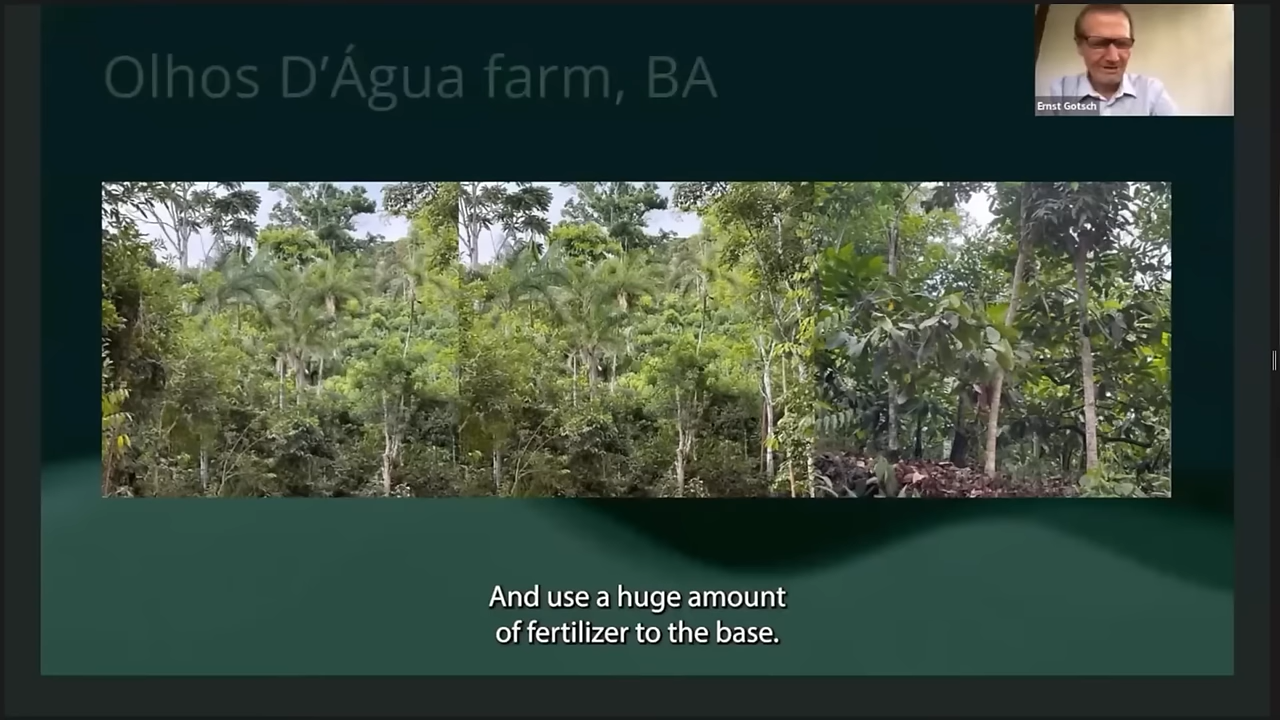 Olhos D'Água farm, BA
Ernst Gotsch
And use a huge amount
of fertilizer to the base.